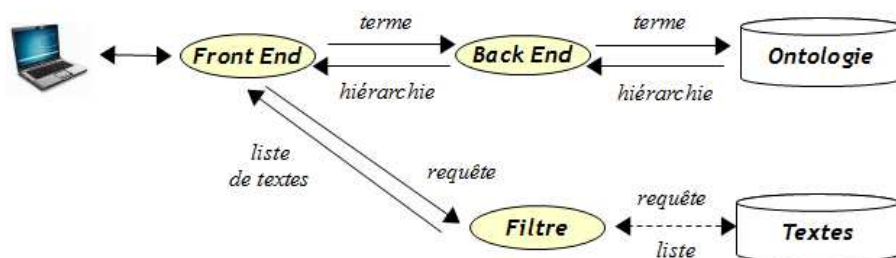 terme
terme
Front End
Back End
Ontologie
hiérarchie
hiérarchie
liste
de textes
requête
requête
Filtre
Textes
liste